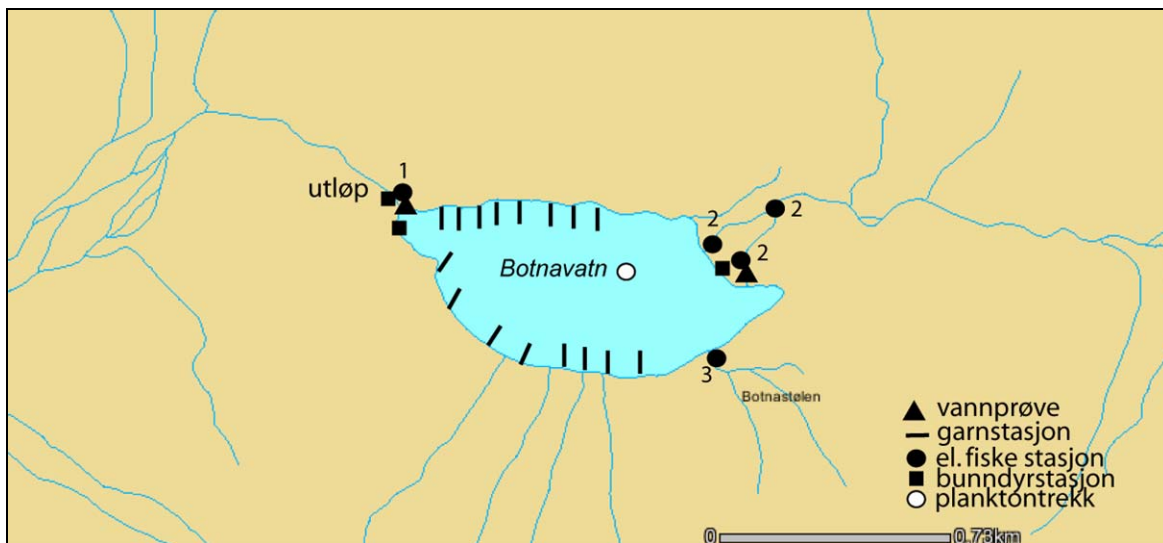 1
utløp
2
2
2
Botnavatn
3
Botnastølen
vannprøve
garnstasjon
el. fiske stasjon
bunndyrstasjon
planktontrekk
0
0.73km